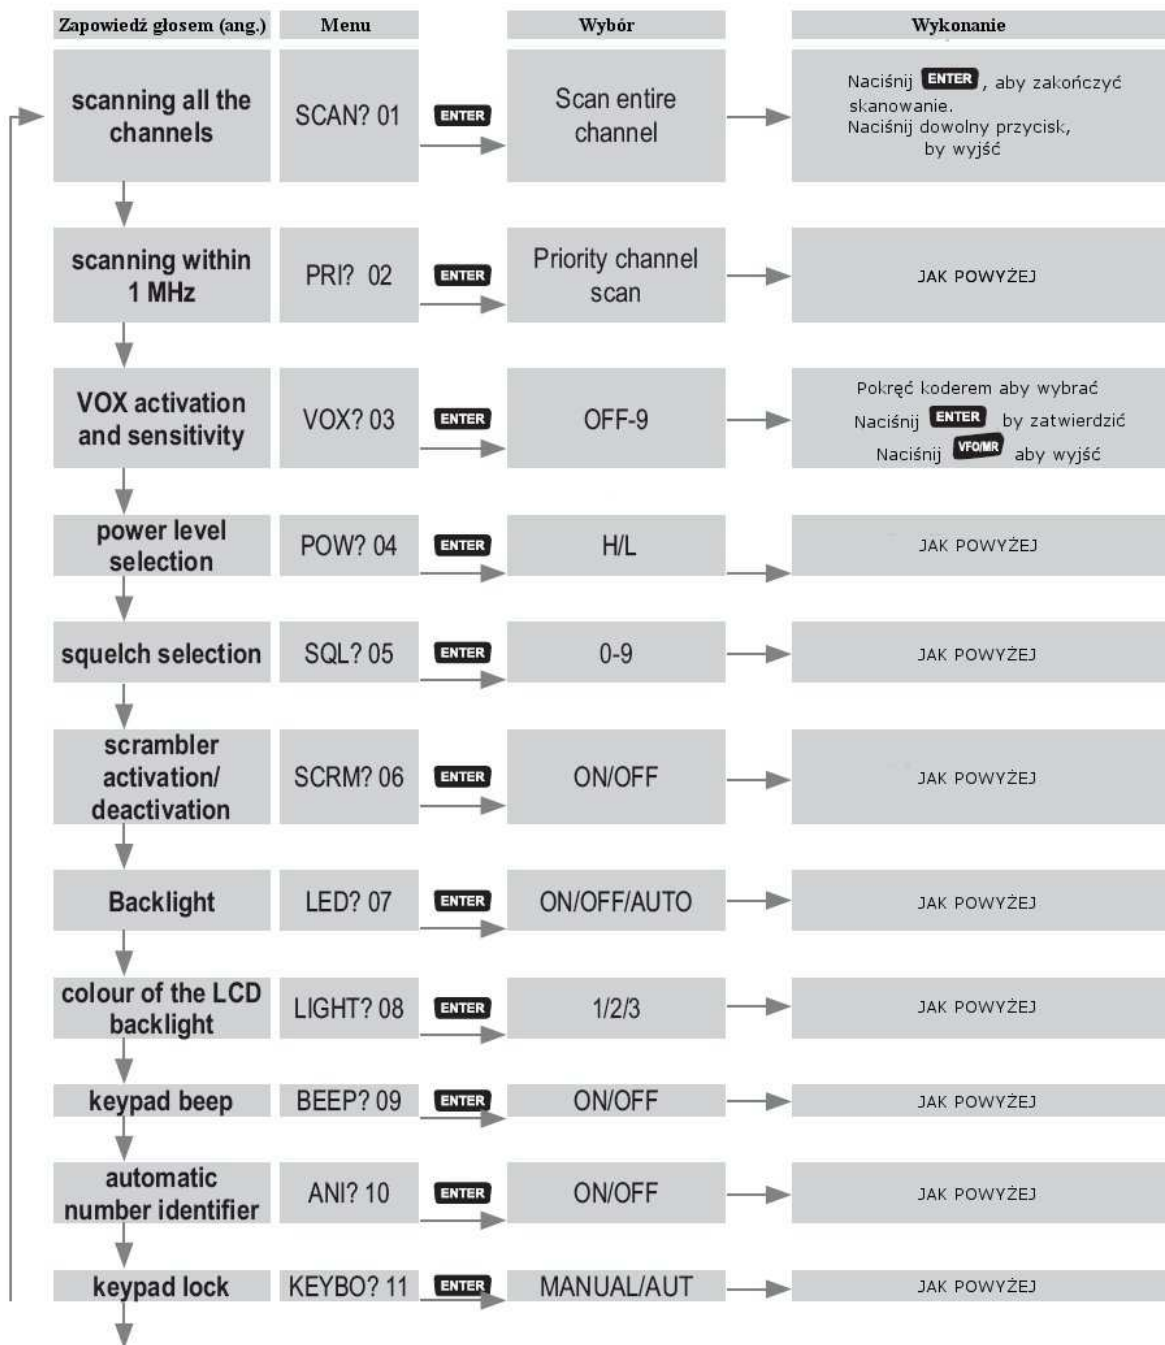 Zapowiedź głosem (ang.) Menu Wybór Wykonanie
scanning all the
channels
SCAN? 01
ENTER
Scan entire
channel
Naciśnij ENTER , aby zakończyć
skanowanie.
Naciśnij dowolny przycisk,
by wyjść
scanning within
1 MHz
PRI? 02
ENTER
Priority channel
scan
JAK POWYŻEJ
VOX activation
and sensitivity
VOX? 03
ENTER
OFF-9
Pokręć koderem aby wybrać
Naciśnij ENTER by zatwierdzić
Naciśnij VFO/MR aby wyjść
power level
selection
POW? 04
ENTER
H/L
JAK POWYŻEJ
squelch selection
SQL? 05
ENTER
0-9
JAK POWYŻEJ
scrambler
activation/
deactivation
SCRM? 06
ENTER
ON/OFF
JAK POWYŻEJ
Backlight
LED? 07
ENTER
ON/OFF/AUTO
JAK POWYŻEJ
colour of the LCD
backlight
LIGHT? 08
ENTER
1/2/3
JAK POWYŻEJ
keypad beep
BEEP? 09
ENTER
ON/OFF
JAK POWYŻEJ
automatic
number identifier
ANI? 10
ENTER
ON/OFF
JAK POWYŻEJ
keypad lock
KEYBO? 11
ENTER
MANUAL/AUT
JAK POWYŻEJ